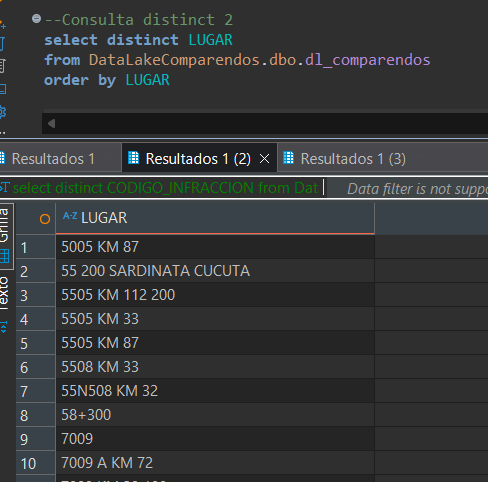 --Consulta distinct 2
select distinct LUGAR
from DataLakeComparendos.dbo.dl_comparendos
order by LUGAR
Resultados 1
Resultados 1 (2)
Resultados 1 (3)
select distinct CODIGO_INFRACCION from Dat
Data filter is not suppo
Grilla
Texto
A-Z LUGAR
1 5005 KM 87
2 55 200 SARDINATA CUCUTA
3 5505 KM 112 200
4 5505 KM 33
5 5505 KM 87
6 5508 KM 33
7 55N508 KM 32
8 58+300
9 7009
10 7009 A KM 72